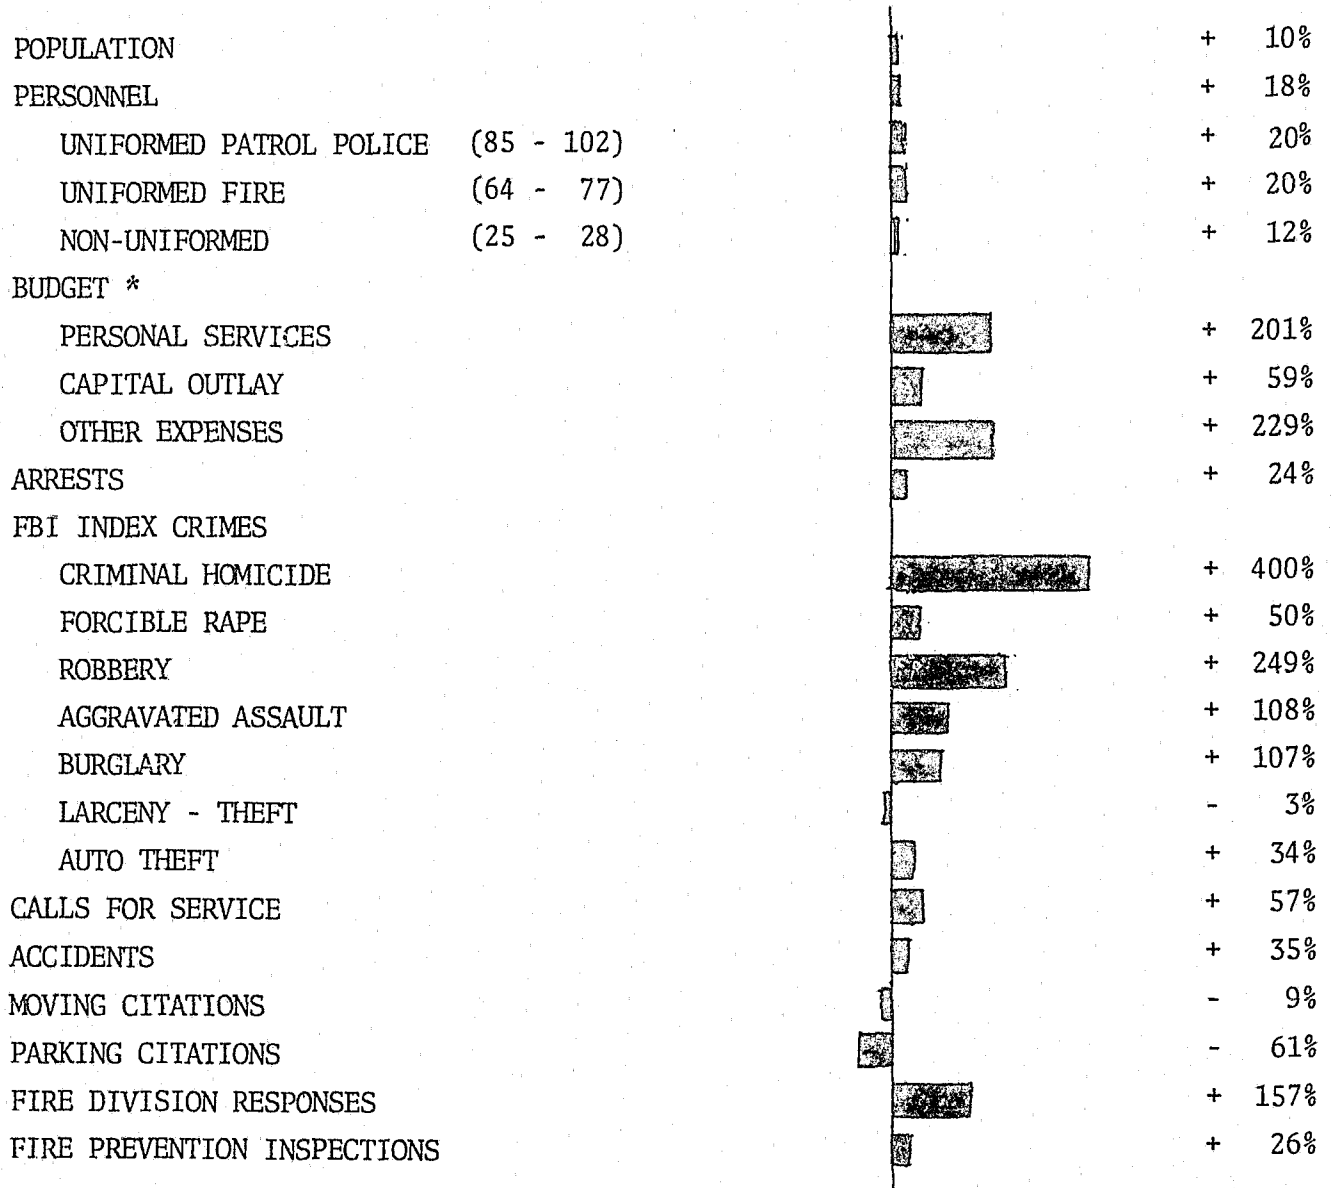 POPULATION + 10%
PERSONNEL + 18%
UNIFORMED PATROL POLICE (85 - 102) + 20%
UNIFORMED FIRE (64 - 77) + 20%
NON-UNIFORMED (25 - 28) + 12%
BUDGET *
PERSONAL SERVICES + 201%
CAPITAL OUTLAY + 59%
OTHER EXPENSES + 229%
ARRESTS + 24%
FBI INDEX CRIMES
CRIMINAL HOMICIDE + 400%
FORCIBLE RAPE + 50%
ROBBERY + 249%
AGGRAVATED ASSAULT + 108%
BURGLARY + 107%
LARCENY - THEFT - 3%
AUTO THEFT + 34%
CALLS FOR SERVICE + 57%
ACCIDENTS + 35%
MOVING CITATIONS - 9%
PARKING CITATIONS - 61%
FIRE DIVISION RESPONSES + 157%
FIRE PREVENTION INSPECTIONS + 26%